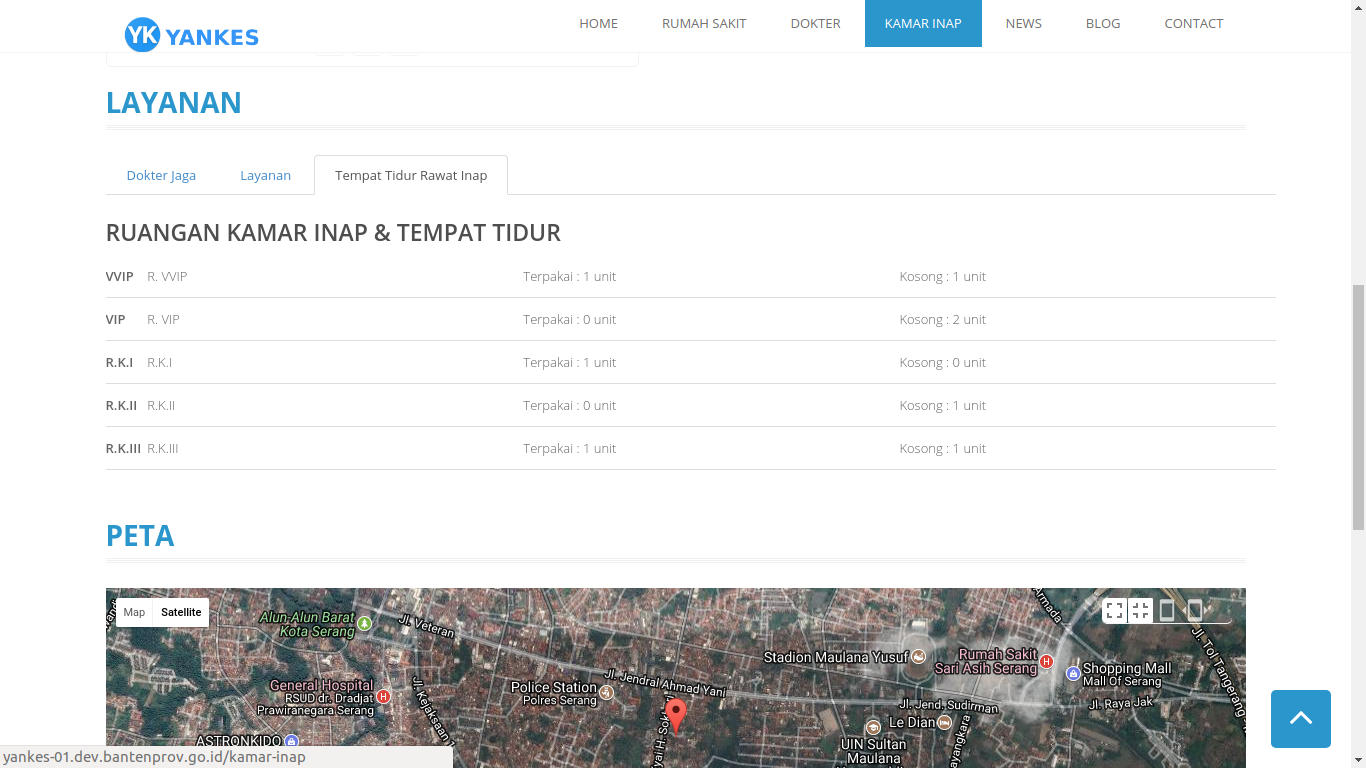 YK YANKES
HOME RUMAH SAKIT DOKTER KAMAR INAP NEWS BLOG CONTACT
LAYANAN
Dokter Jaga Layanan Tempat Tidur Rawat Inap
RUANGAN KAMAR INAP & TEMPAT TIDUR
VVIP R. VVIP Terpakai : 1 unit Kosong : 1 unit
VIP R. VIP Terpakai : 0 unit Kosong : 2 unit
R.K.I R.K.I Terpakai : 1 unit Kosong : 0 unit
R.K.II R.K.II Terpakai : 0 unit Kosong : 1 unit
R.K.III R.K.III Terpakai : 1 unit Kosong : 1 unit
PETA
Map Satellite
Alun-Alun Barat
Kota Serang
Jl. Veteran
Armada
Jl. Tol Tangerang
Stadion Maulana Yusuf
Rumah Sakit
Sari Asih Serang
H
Shopping Mall
Mall Of Serang
General Hospital
RSUD dr. Dradjat
Prawiranegara Serang
H
Jl. Kejaksaan
Police Station
Polres Serang
Jl. Jendral Ahmad Yani
Jl. Jend. Sudirman
Jl. Raya Jak
Le Dian
UIN Sultan
Maulana
ASTRONKIDO
yankes-01.dev.bantenprov.go.id/kamar-inap